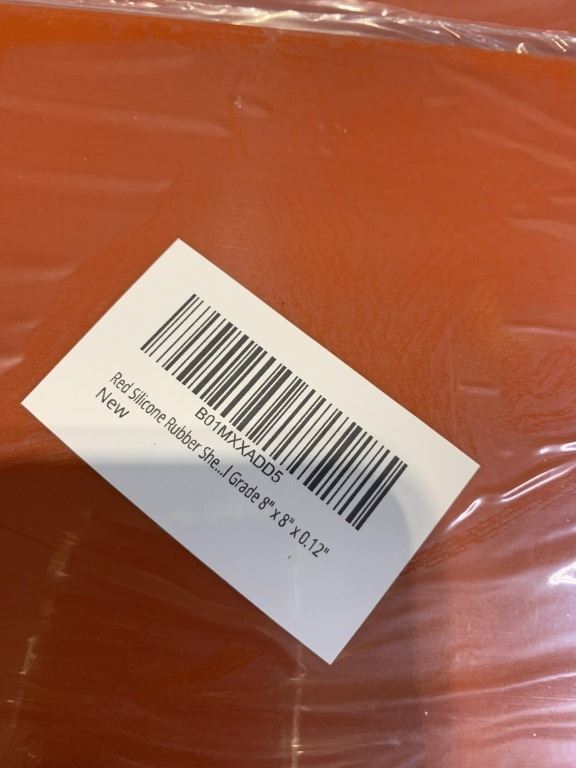 B01MXXADD5
Red Silicone Rubber She...l Grade 8" x 8" x 0.12"
New